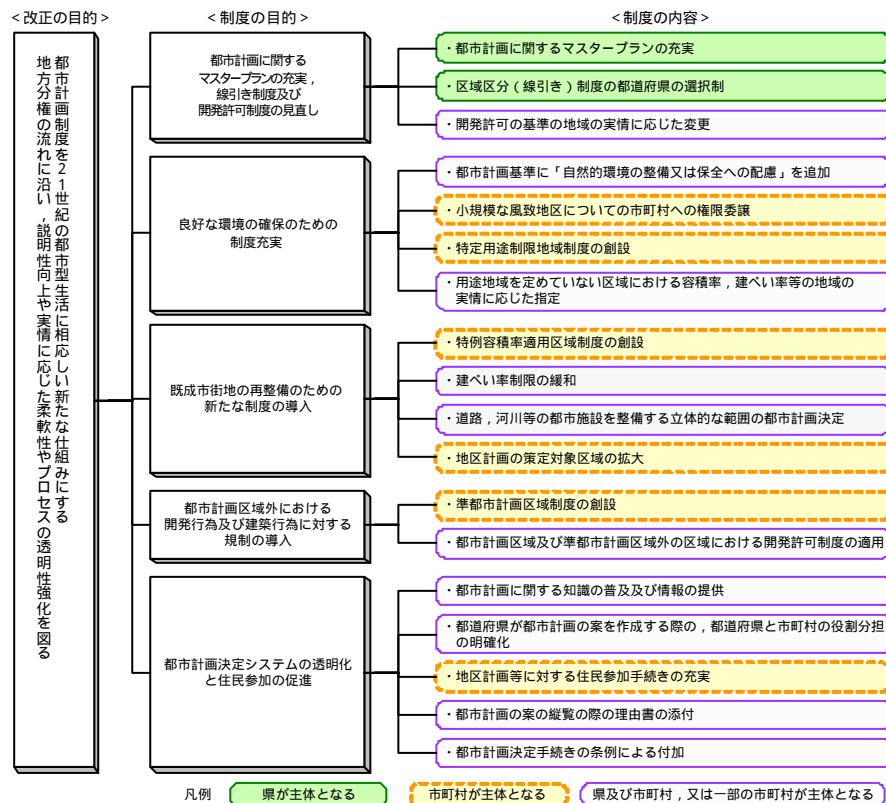 <改正の目的>
<制度の目的>
<制度の内容>
都市計画制度を21世紀の都市型生活に相応しい新たな仕組みにする
地方分権の流れに沿い，説明性向上や実情に応じた柔軟性やプロセスの透明性強化を図る
都市計画に関する
マスタープランの充実，
線引き制度及び
開発許可制度の見直し
・都市計画に関するマスタープランの充実
・区域区分（線引き）制度の都道府県の選択制
・開発許可の基準の地域の実情に応じた変更
良好な環境の確保のための
制度充実
・都市計画基準に「自然的環境の整備又は保全への配慮」を追加
・小規模な風致地区についての市町村への権限委譲
・特定用途制限地域制度の創設
・用途地域を定めていない区域における容積率，建ぺい率等の地域の
実情に応じた指定
既成市街地の再整備のための
新たな制度の導入
・特例容積率適用区域制度の創設
・建ぺい率制限の緩和
・道路，河川等の都市施設を整備する立体的な範囲の都市計画決定
・地区計画の策定対象区域の拡大
都市計画区域外における
開発行為及び建築行為に対する
規制の導入
・準都市計画区域制度の創設
・都市計画区域及び準都市計画区域外の区域における開発許可制度の適用
都市計画決定システムの透明化
と住民参加の促進
・都市計画に関する知識の普及及び情報の提供
・都道府県が都市計画の案を作成する際の，都道府県と市町村の役割分担
の明確化
・地区計画等に対する住民参加手続きの充実
・都市計画の案の縦覧の際の理由書の添付
・都市計画決定手続きの条例による付加
凡例
県が主体となる
市町村が主体となる
県及び市町村，又は一部の市町村が主体となる